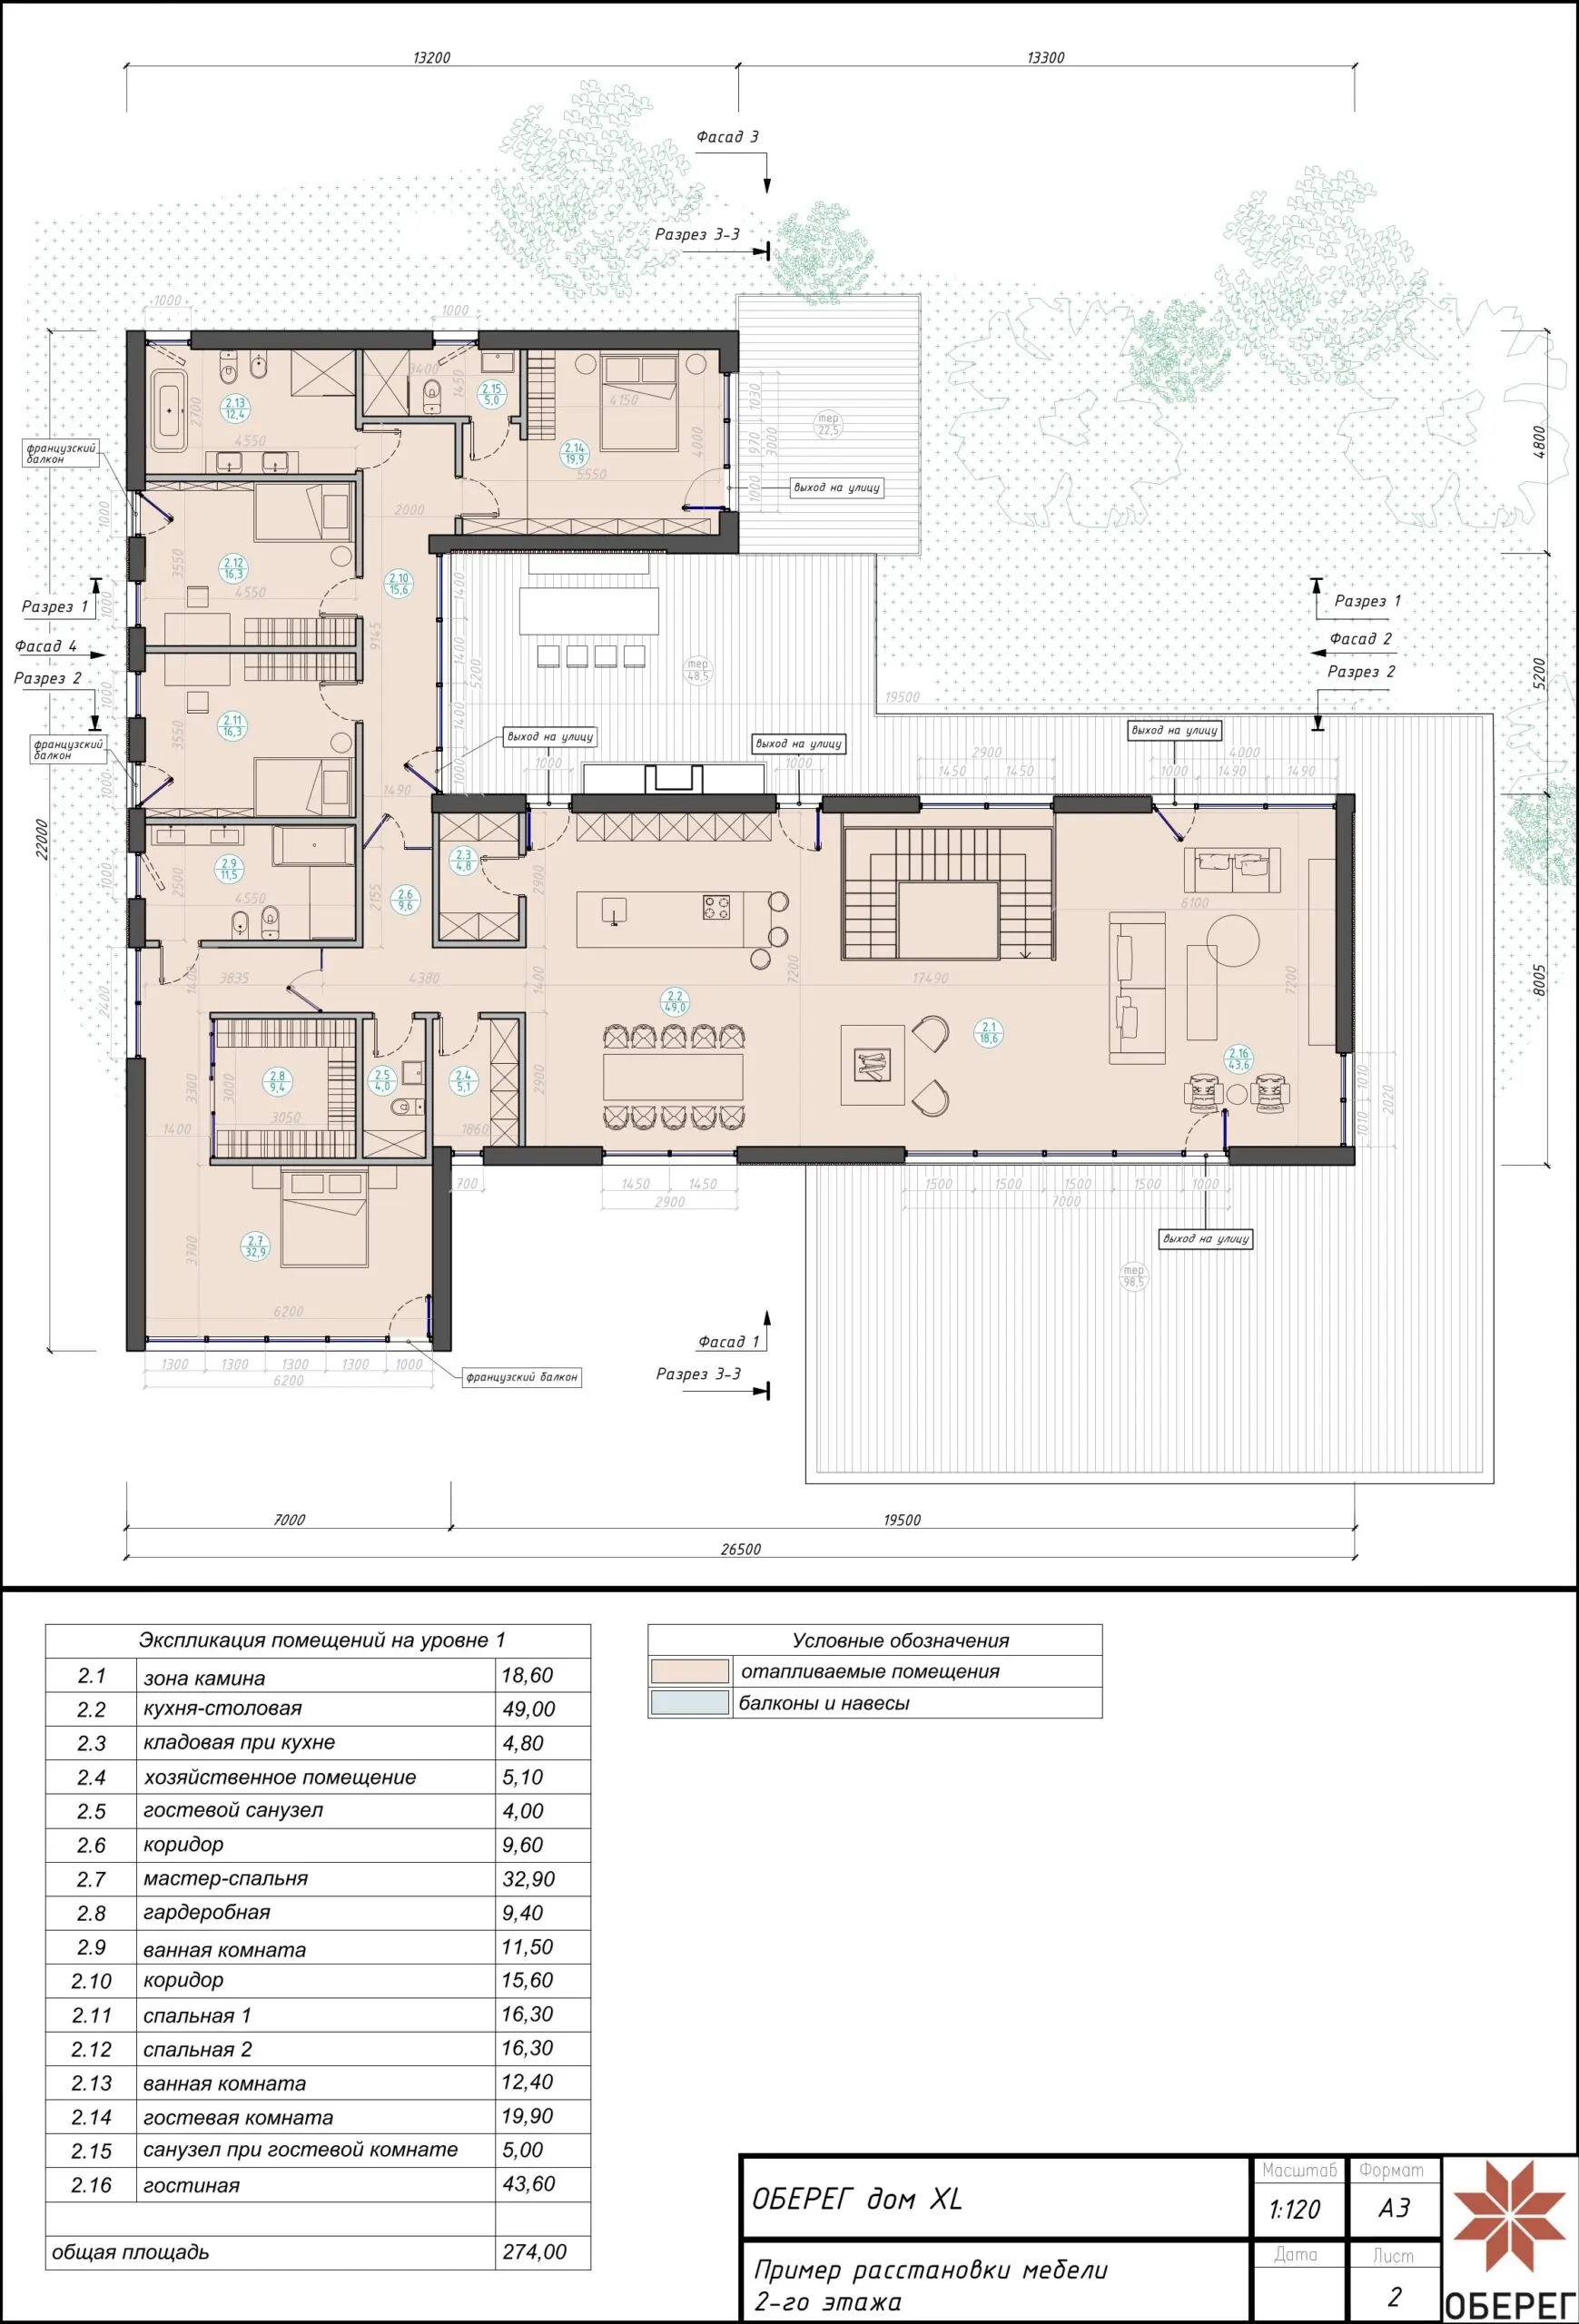 13200
13300
Фасад 3
Разрез 3-3
1000
1000
3400
1450
2.15
5,0
4150
1030
2.13
12,4
2700
4550
тер
22,5
французский
балкон
2.14
19,9
4000
970
3000
5550
1000
выход на улицу
4800
1000
2000
3550
2.12
16,3
4550
2.10
15,6
1400
Разрез 1
1000
Разрез 1
Фасад 4
9145
1400
Фасад 2
Разрез 2
5200
тер
48,5
Разрез 2
5200
1000
19500
2.11
16,3
3550
1400
французский
балкон
выход на улицу
выход на улицу
выход на улицу
1000
1490
1000
1000
1000
2900
1450
1450
4000
1000
1490
1490
22000
2.9
11,5
2.3
4,8
1000
2500
4550
2155
2.6
9,6
2900
6100
1400
3835
4380
1400
7200
17490
7200
8005
2400
2.2
49,0
2.1
18,6
2.16
43,6
2.8
9,4
2.5
4,0
2.4
5,1
3300
3000
3050
2900
1010
2020
1010
1400
1860
700
1450
1450
2900
1500
1500
1500
1500
1000
7000
2.7
32,9
3700
выход на улицу
тер
98,5
6200
Фасад 1
1300
1300
1300
1300
1000
6200
французский балкон
Разрез 3-3
7000
19500
26500
Экспликация помещений на уровне 1
2.1 зона камина 18,60
2.2 кухня-столовая 49,00
2.3 кладовая при кухне 4,80
2.4 хозяйственное помещение 5,10
2.5 гостевой санузел 4,00
2.6 коридор 9,60
2.7 мастер-спальня 32,90
2.8 гардеробная 9,40
2.9 ванная комната 11,50
2.10 коридор 15,60
2.11 спальная 1 16,30
2.12 спальная 2 16,30
2.13 ванная комната 12,40
2.14 гостевая комната 19,90
2.15 санузел при гостевой комнате 5,00
2.16 гостиная 43,60
общая площадь 274,00
Условные обозначения
отапливаемые помещения
балконы и навесы
ОБЕРЕГ дом XL
Масштаб
1:120
Формат
А3
Пример расстановки мебели
2-го этажа
Дата
Лист
2
ОБЕРЕГ